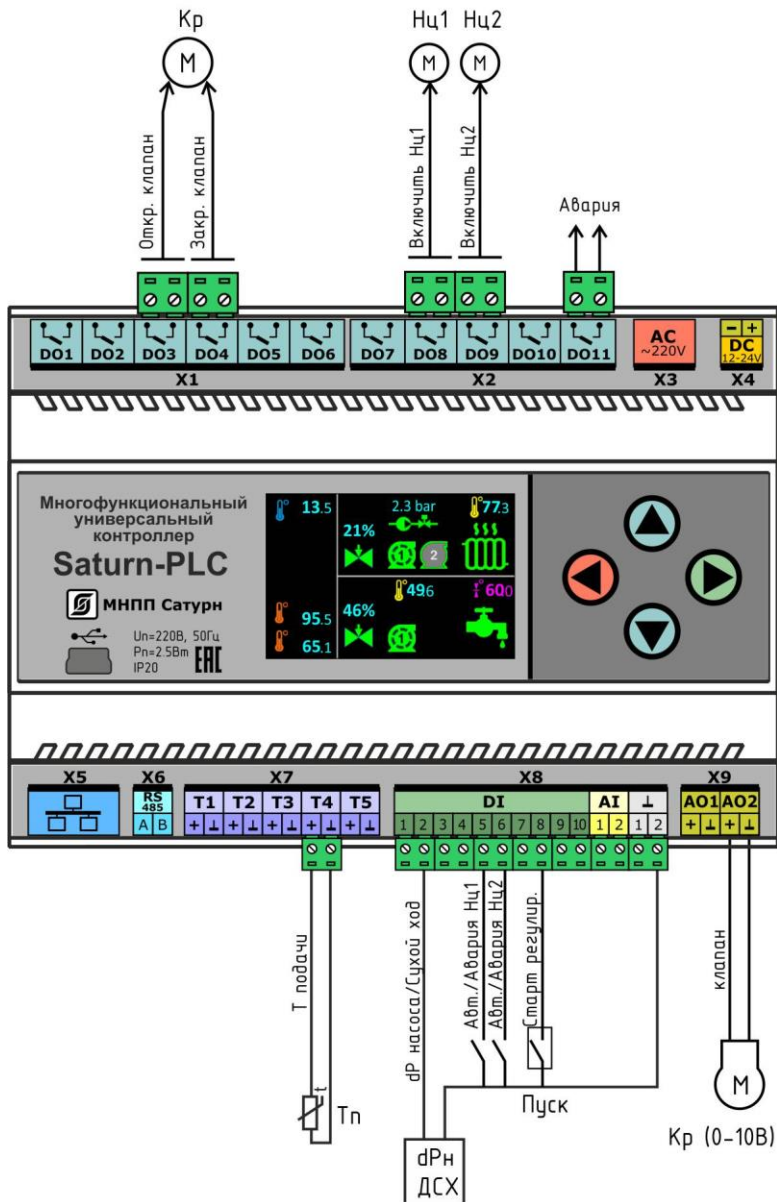 Кр
Нц1 Нц2
M
M M
Откр. клапан
Закр. клапан
Включить Нц1
Включить Нц2
Авария
DO1 DO2 DO3 DO4 DO5 DO6 DO7 DO8 DO9 DO10 DO11
AC ~220V
- +
DC 12-24V
X1 X2 X3 X4
Многофункциональный
универсальный
контроллер
Saturn-PLC
МНПП Сатурн
Uп=220В, 50Гц
Pп=2.5Вт
IP20
EAC
13.5
95.5
65.1
2.3 bar
77.3
21%
1 2
49.6
60.0
46%
1
X5 X6 X7 X8 X9
RS 485
A B
T1 T2 T3 T4 T5
+ ⊥ + ⊥ + ⊥ + ⊥ + ⊥
DI AI ⊥
1 2 3 4 5 6 7 8 9 10 1 2 1 2
AO1 AO2
+ ⊥ + ⊥
Т подачи
dP насоса/Сухой ход
Авт./Авария Нц1
Авт./Авария Нц2
Старт регулир.
клапан
t
Тп
Пуск
M
Кр (0-10В)
dPн
ДСХ